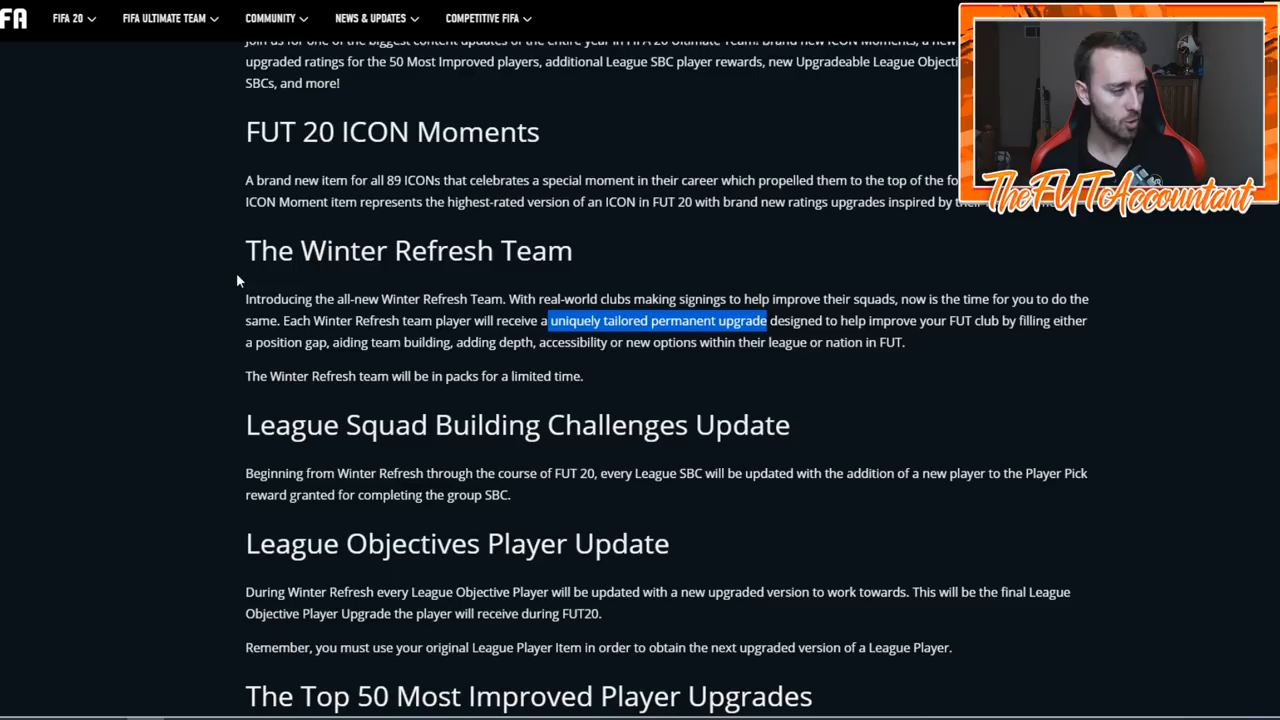 FA
FIFA 20
FIFA ULTIMATE TEAM
COMMUNITY
NEWS & UPDATES
COMPETITIVE FIFA
Join us for one of the biggest content updates of the entire year in FIFA 20 Ultimate Team! Brand new ICON Moments, a new
upgraded ratings for the 50 Most Improved players, additional League SBC player rewards, new Upgradeable League Objecti
SBCs, and more!
TheFUTAccountant
FUT 20 ICON Moments
A brand new item for all 89 ICONs that celebrates a special moment in their career which propelled them to the top of the fo
ICON Moment item represents the highest-rated version of an ICON in FUT 20 with brand new ratings upgrades inspired by
The Winter Refresh Team
Introducing the all-new Winter Refresh Team. With real-world clubs making signings to help improve their squads, now is the time for you to do the
same. Each Winter Refresh team player will receive a uniquely tailored permanent upgrade designed to help improve your FUT club by filling either
a position gap, aiding team building, adding depth, accessibility or new options within their league or nation in FUT.
The Winter Refresh team will be in packs for a limited time.
League Squad Building Challenges Update
Beginning from Winter Refresh through the course of FUT 20, every League SBC will be updated with the addition of a new player to the Player Pick
reward granted for completing the group SBC.
League Objectives Player Update
During Winter Refresh every League Objective Player will be updated with a new upgraded version to work towards. This will be the final League
Objective Player Upgrade the player will receive during FUT20.
Remember, you must use your original League Player Item in order to obtain the next upgraded version of a League Player.
The Top 50 Most Improved Player Upgrades